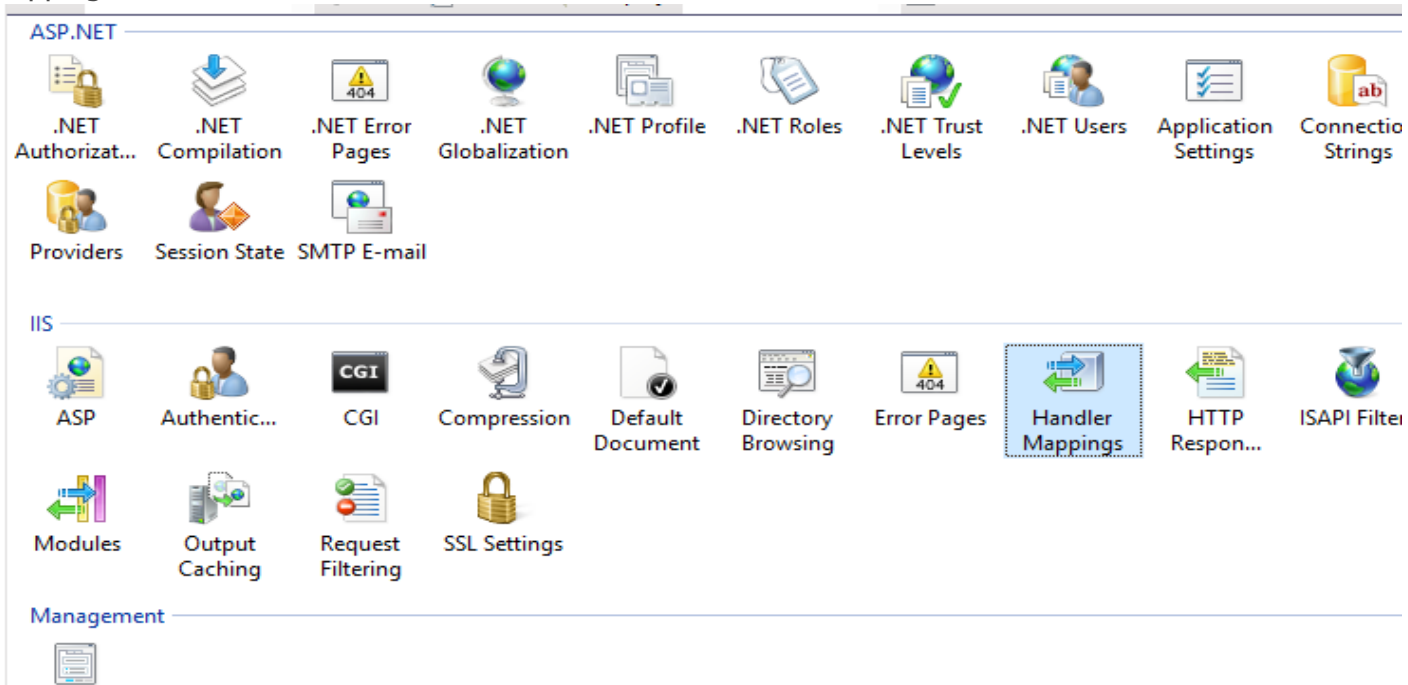 ASP.NET
.NET Authorizat...
.NET Compilation
404
.NET Error Pages
.NET Globalization
.NET Profile
.NET Roles
.NET Trust Levels
.NET Users
Application Settings
ab
Connectio Strings
Providers
Session State
SMTP E-mail
IIS
ASP
Authentic...
CGI
CGI
Compression
Default Document
Directory Browsing
404
Error Pages
Handler Mappings
HTTP Respon...
ISAPI Filter
Modules
Output Caching
Request Filtering
SSL Settings
Management